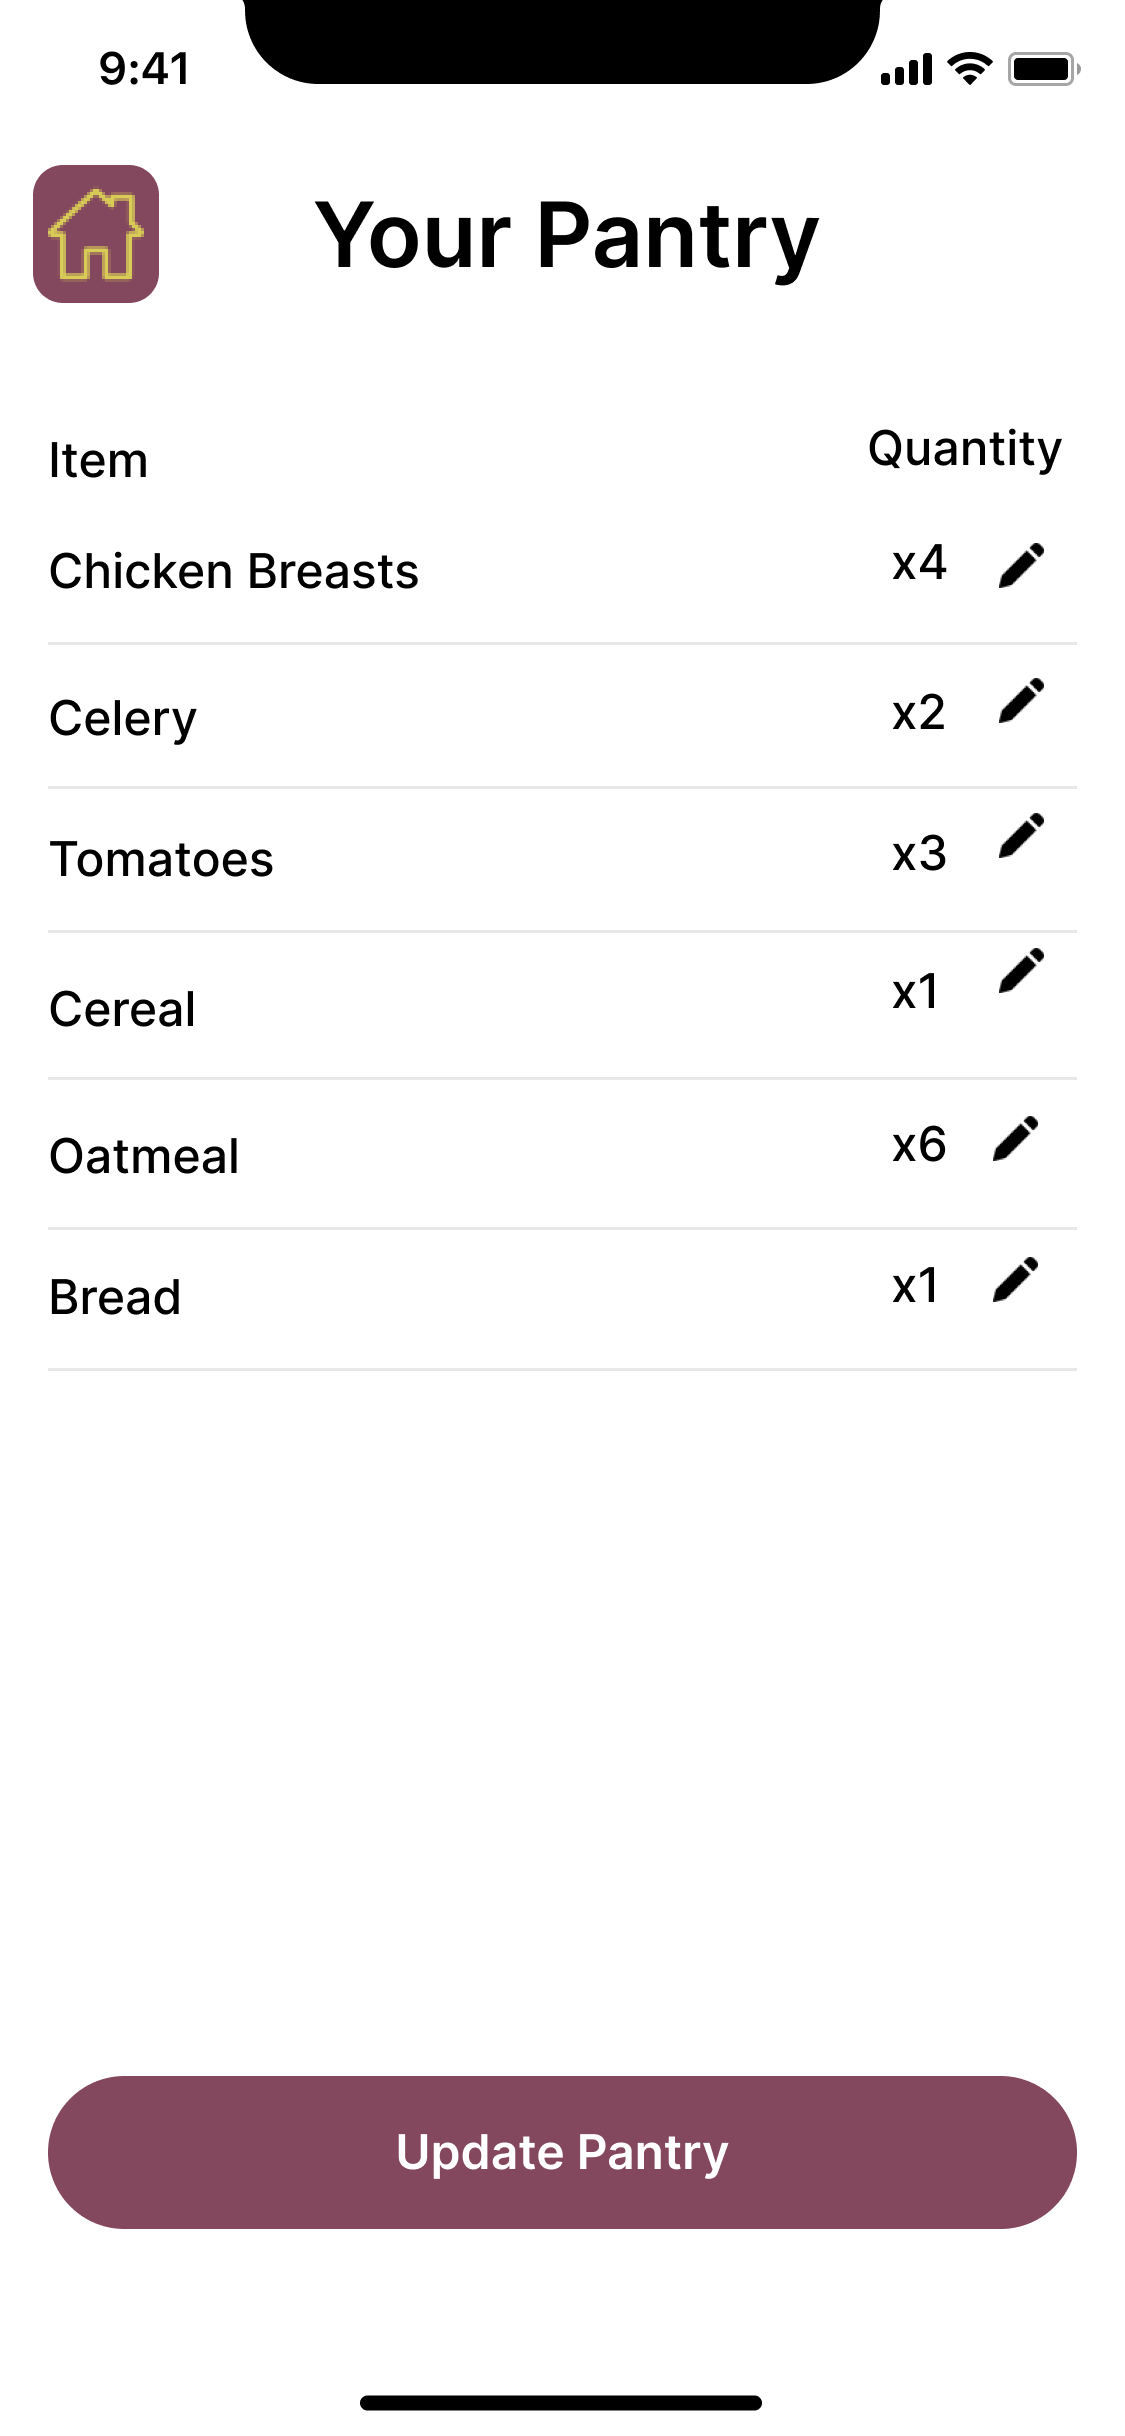 9:41
Your Pantry
Item Quantity
Chicken Breasts x4
Celery x2
Tomatoes x3
Cereal x1
Oatmeal x6
Bread x1
Update Pantry